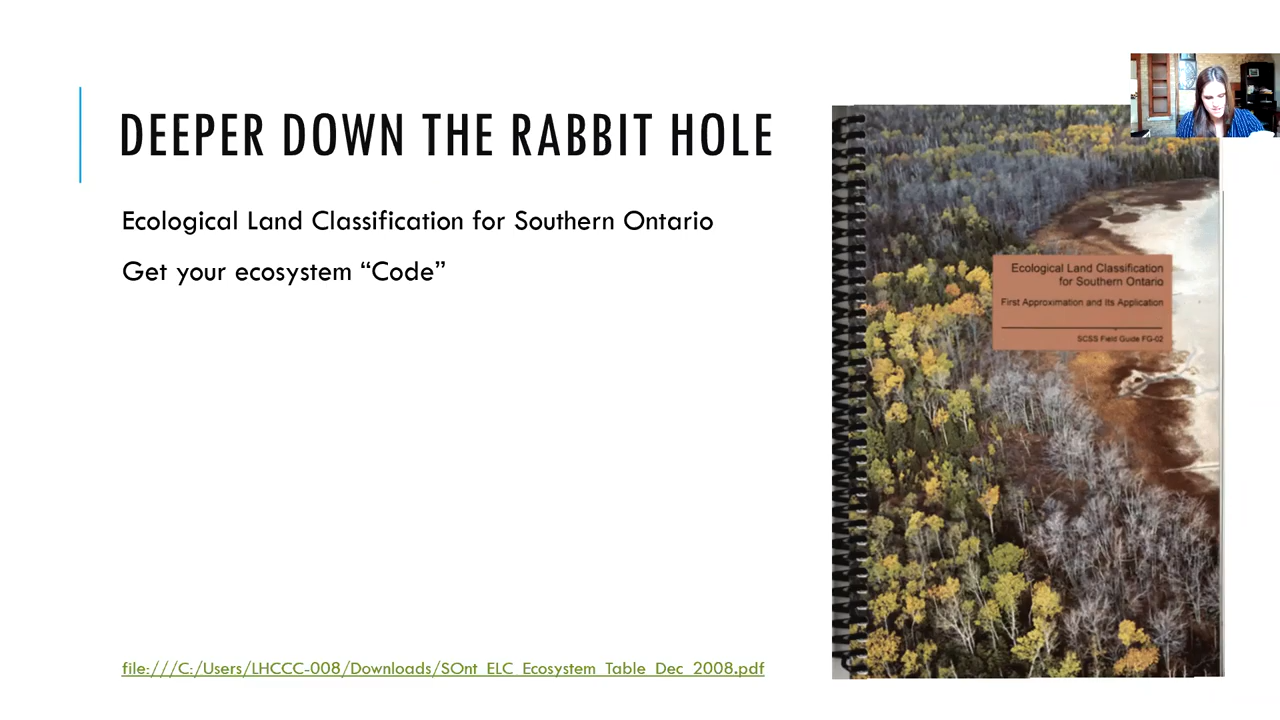 DEEPER DOWN THE RABBIT HOLE
Ecological Land Classification for Southern Ontario
Get your ecosystem “Code”
Ecological Land Classification
for Southern Ontario
First Approximation and Its Application
SCSS Field Guide FG-02
file:///C:/Users/LHCCC-008/Downloads/SOnt_ELC_Ecosystem_Table_Dec_2008.pdf